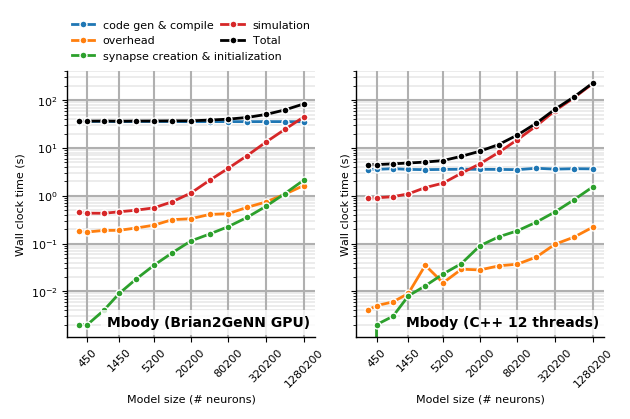 code gen & compile
overhead
synapse creation & initialization
simulation
Total
Wall clock time (s)
10²
10¹
10⁰
10⁻¹
10⁻²
Mbody (Brian2GeNN GPU)
450
1450
5200
20200
80200
320200
1280200
Model size (# neurons)
Wall clock time (s)
10²
10¹
10⁰
10⁻¹
10⁻²
Mbody (C++ 12 threads)
450
1450
5200
20200
80200
320200
1280200
Model size (# neurons)